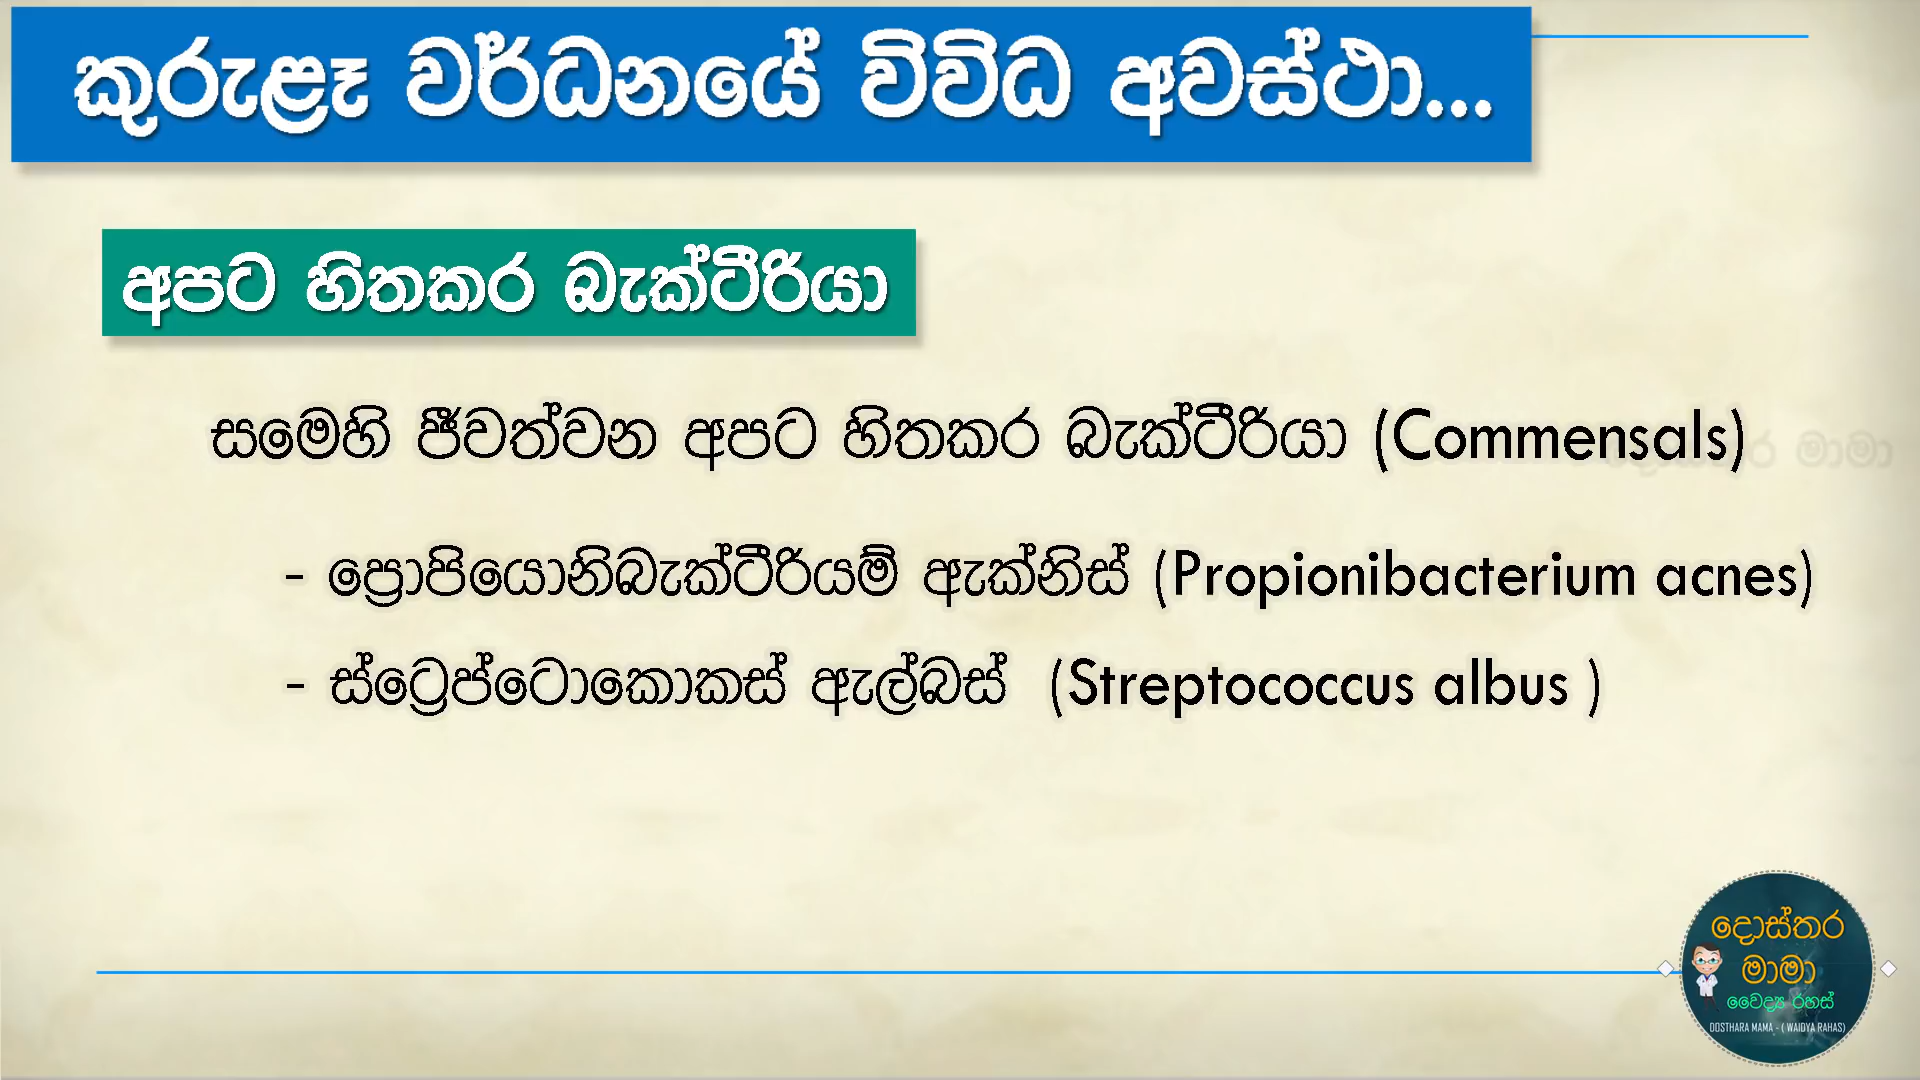 කුරුළෑ වර්ධනයේ විවිධ අවස්ථා...
අපට හිතකර බැක්ටීරියා
සමෙහි ජීවත්වන අපට හිතකර බැක්ටීරියා (Commensals)
- ප්‍රොපියොනිබැක්ටීරියම් ඇක්නිස් (Propionibacterium acnes)
- ස්ට්‍රෙප්ටොකොකස් ඇල්බස්  (Streptococcus albus )
දොස්තර මාමා
දොස්තර
මාමා
වෛද්‍ය රහස්
DOSTHARA MAMA - ( WAIDYA RAHAS)